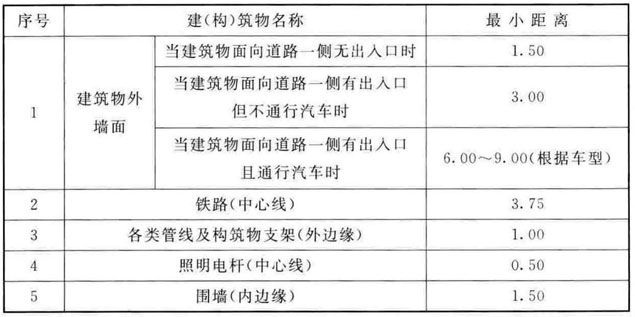 序号 建(构)筑物名称 最小距离
1 建筑物外墙面 当建筑物面向道路一侧无出入口时 1.50
当建筑物面向道路一侧有出入口
但不通行汽车时 3.00
当建筑物面向道路一侧有出入口
且通行汽车时 6.00～9.00(根据车型)
2 铁路(中心线) 3.75
3 各类管线及构筑物支架(外边缘) 1.00
4 照明电杆(中心线) 0.50
5 围墙(内边缘) 1.50